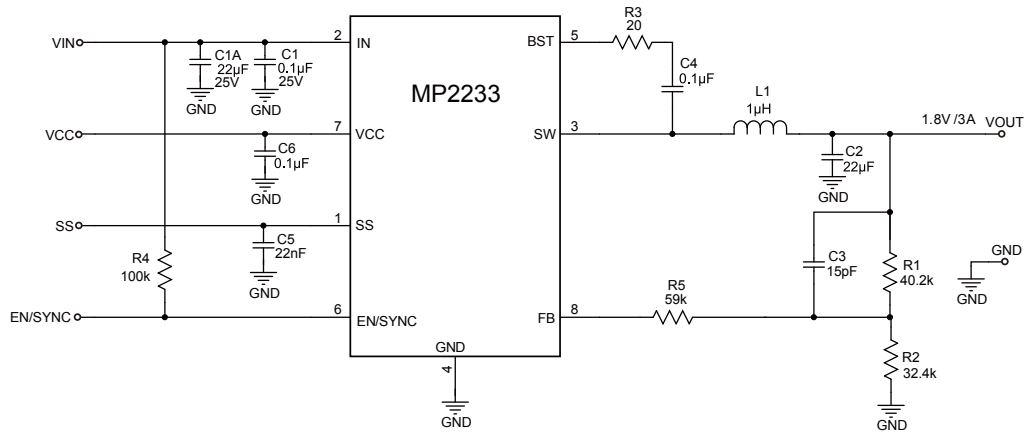 R3
20
VIN
2
IN
BST
5
C1A
22µF
25V
GND
C1
0.1µF
25V
GND
C4
0.1µF
MP2233
L1
1µH
VCC
7
VCC
SW
3
1.8V /3A
VOUT
C6
0.1µF
GND
C2
22µF
GND
SS
1
SS
C5
22nF
GND
R4
100k
C3
15pF
R1
40.2k
GND
GND
R5
59k
EN/SYNC
6
EN/SYNC
FB
8
GND
4
GND
R2
32.4k
GND